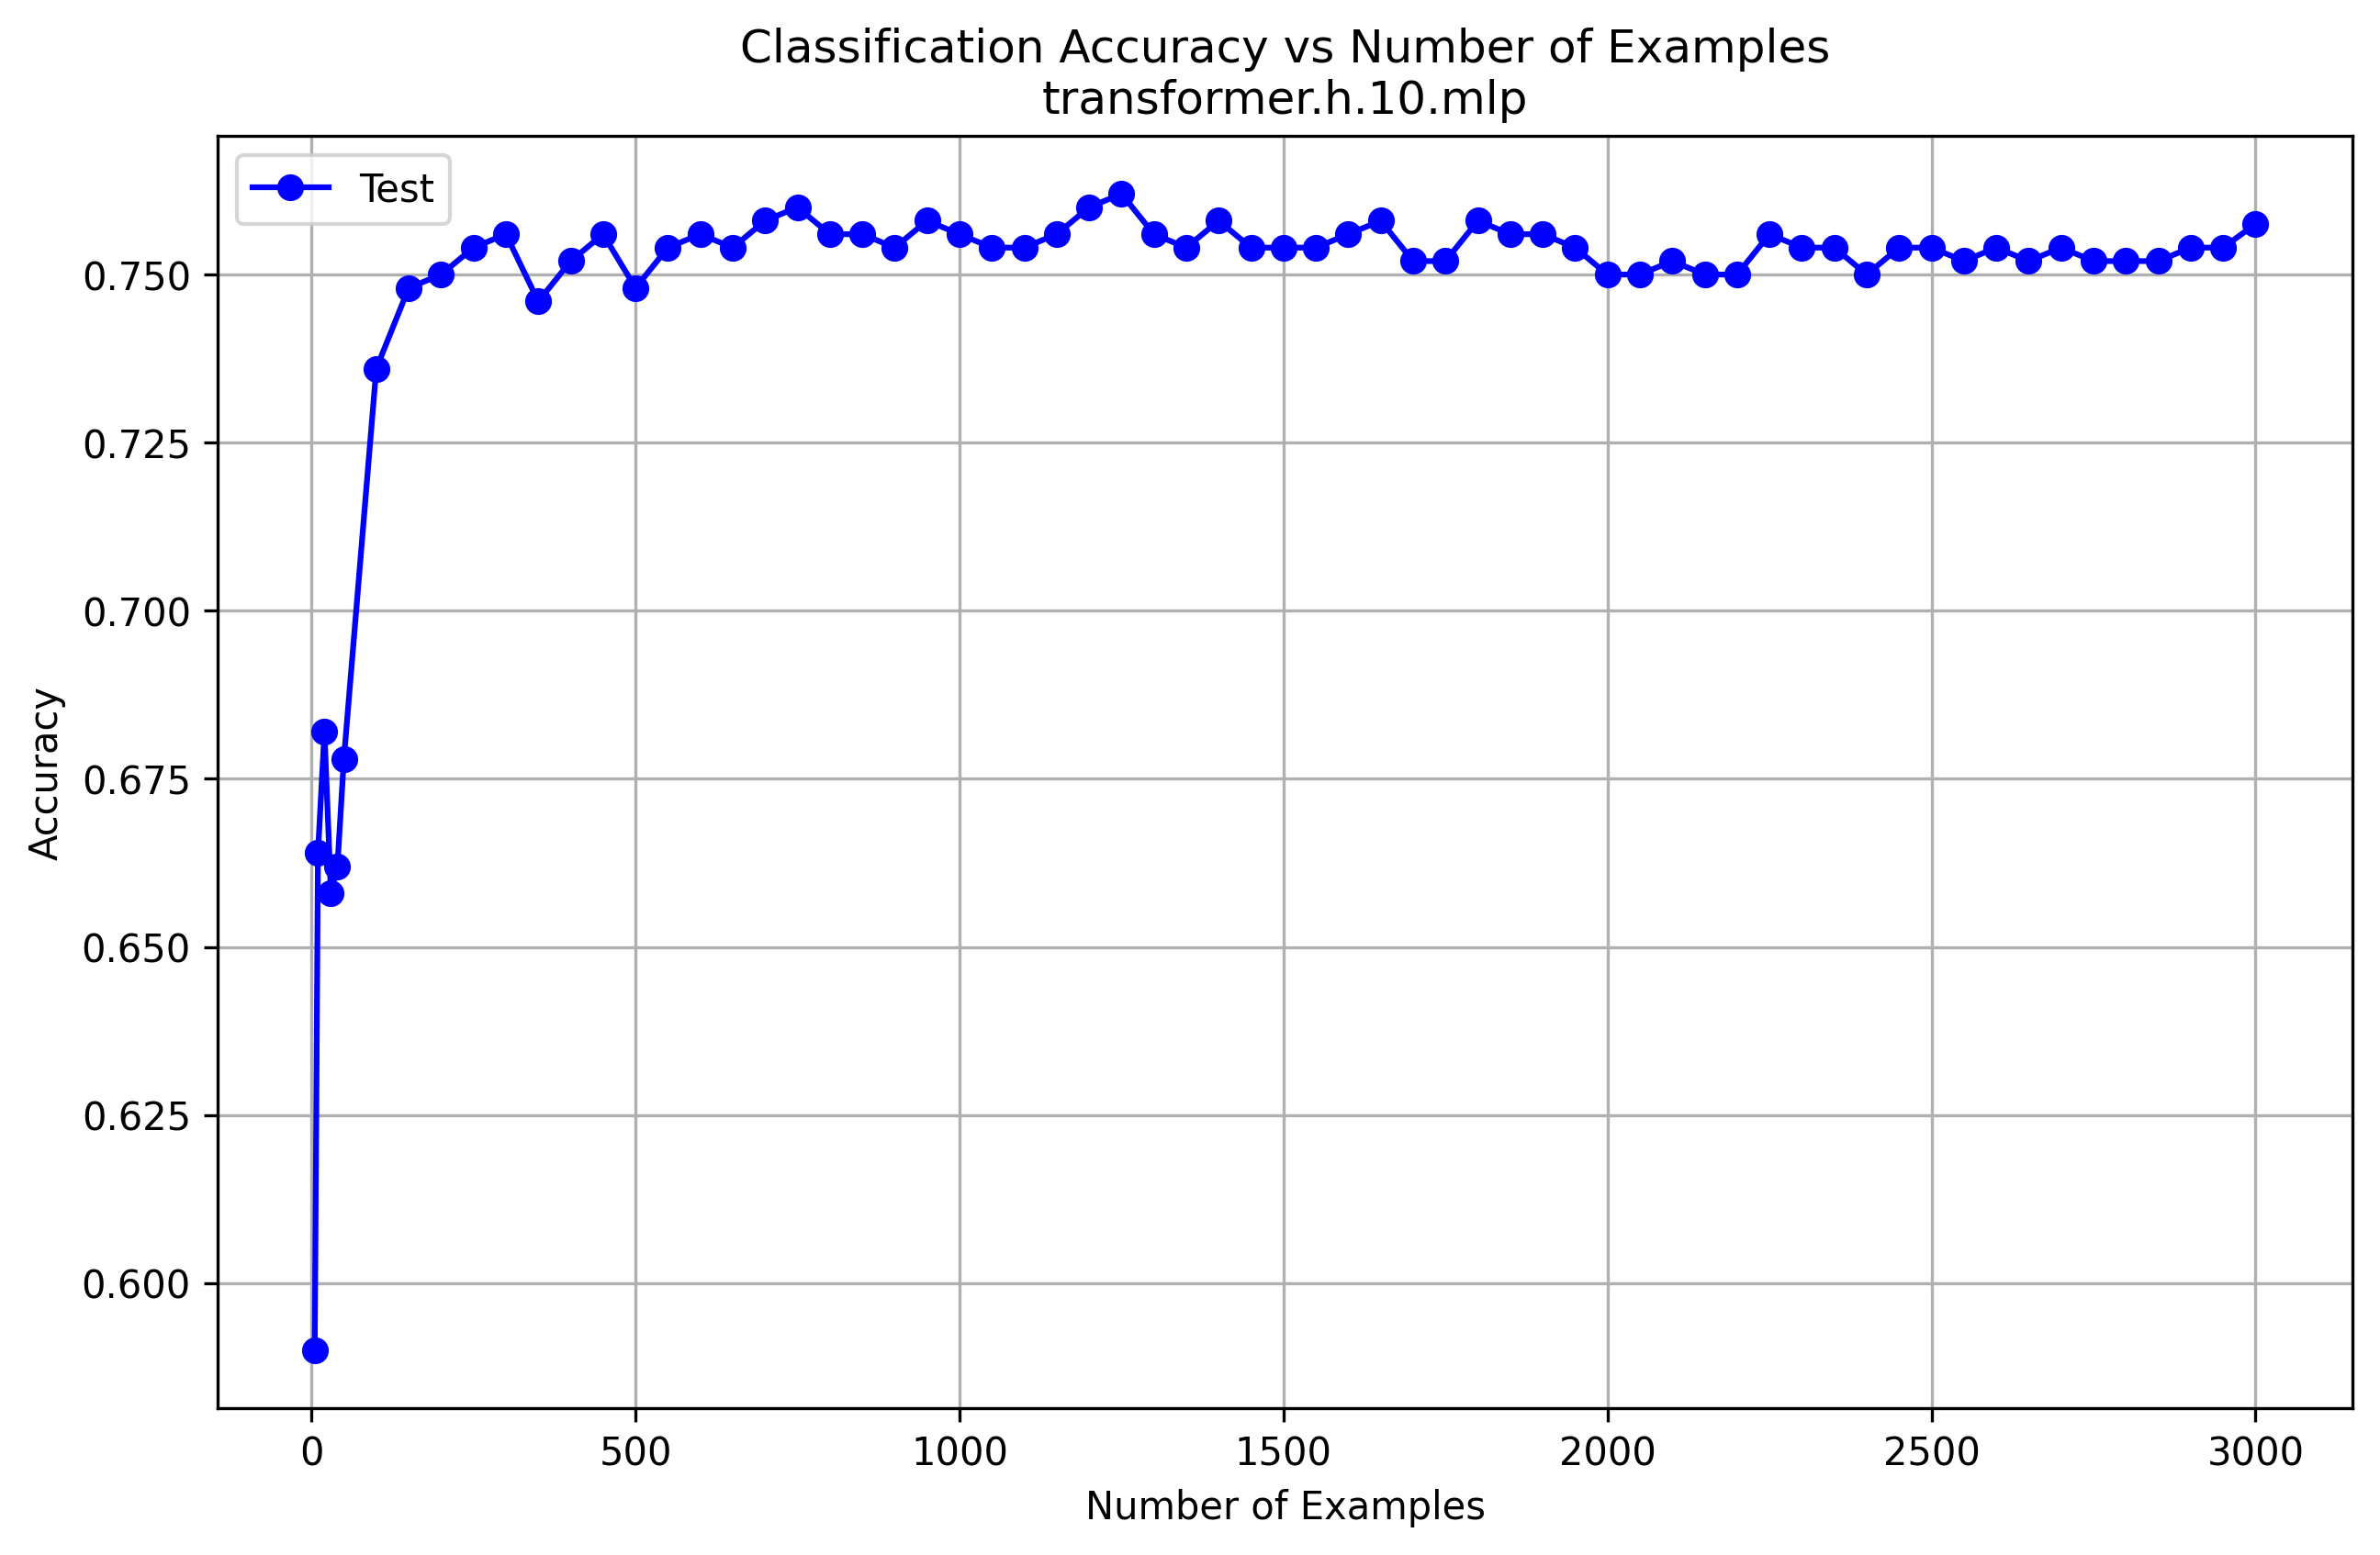 Classification Accuracy vs Number of Examples
transformer.h.10.mlp
Test
Accuracy
0.750
0.725
0.700
0.675
0.650
0.625
0.600
0 500 1000 1500 2000 2500 3000
Number of Examples